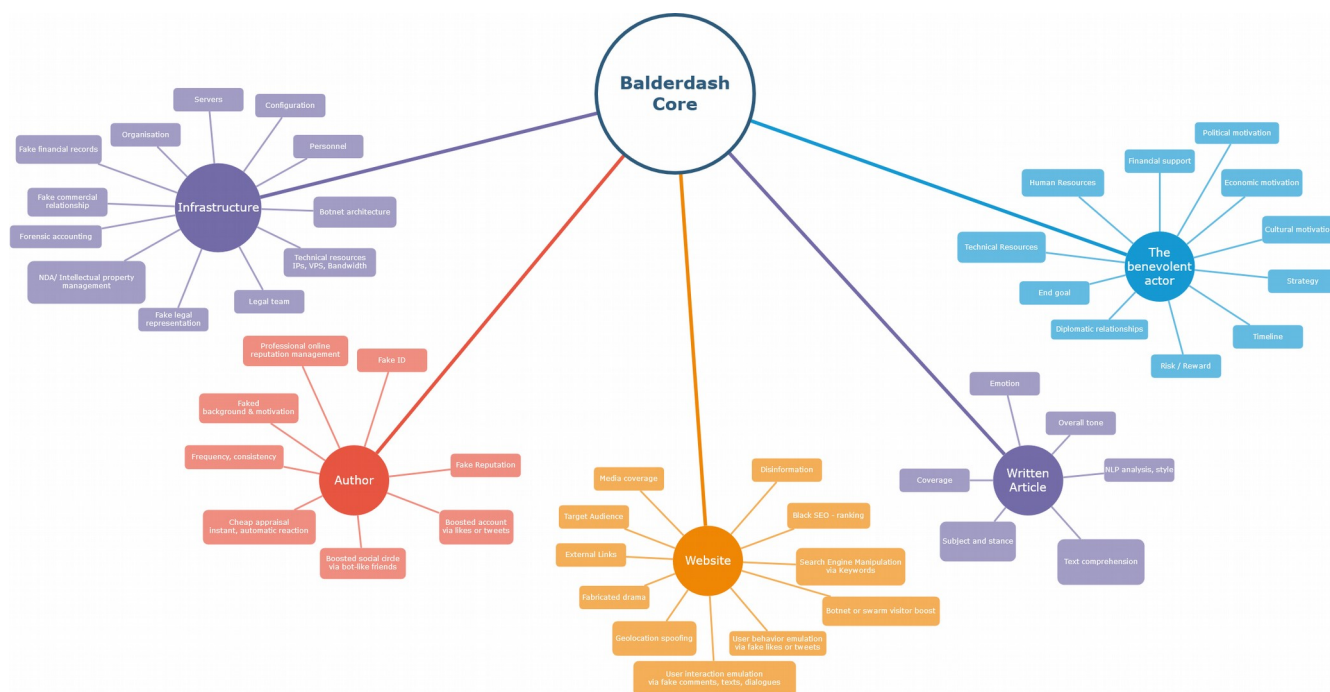 Balderdash
Core
Servers
Configuration
Organisation
Personnel
Fake financial records
Fake commercial
relationship
Infrastructure
Botnet architecture
Forensic accounting
Technical resources
IPs, VPS, Bandwidth
NDA/ Intellectual property
management
Legal team
Fake legal
representation
Political motivation
Financial support
Human Resources
Economic motivation
Cultural motivation
Technical Resources
The
benevolent
actor
Strategy
End goal
Diplomatic relationships
Timeline
Risk / Reward
Professional online
reputation management
Fake ID
Faked
background & motivation
Frequency, consistency
Fake Reputation
Author
Cheap appraisal
instant, automatic reaction
Boosted account
via likes or tweets
Boosted social circle
via bot-like friends
Media coverage
Disinformation
Target Audience
Black SEO - ranking
External Links
Website
Search Engine Manipulation
via Keywords
Fabricated drama
Botnet or swarm visitor boost
Geolocation spoofing
User behavior emulation
via fake likes or tweets
User interaction emulation
via fake comments, texts, dialogues
Emotion
Overall tone
Coverage
Written
Article
NLP analysis, style
Subject and stance
Text comprehension